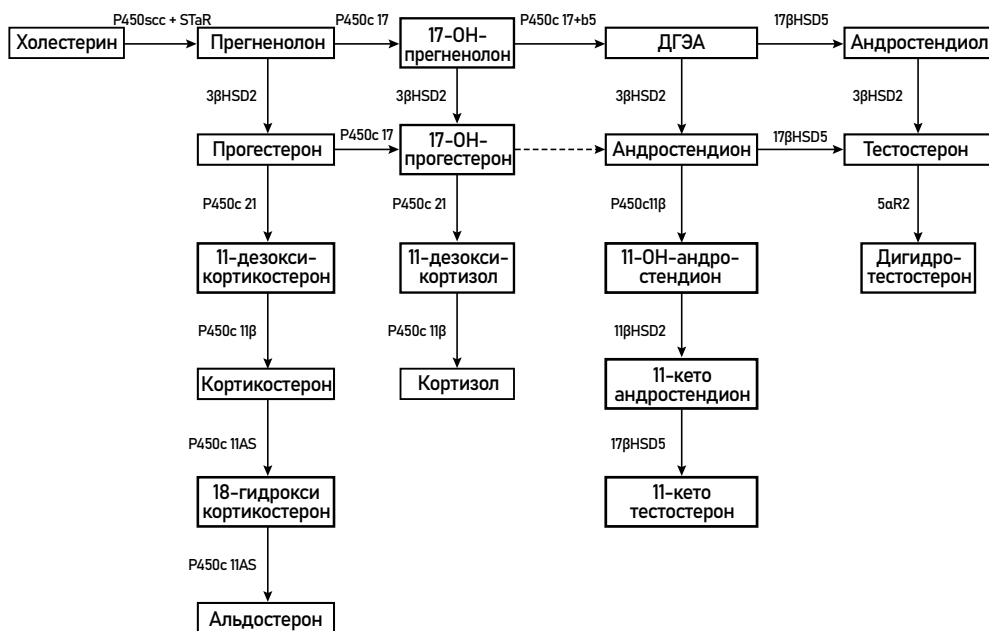 P450scc + STaR
P450c 17
P450c 17+b5
17βHSD5
Холестерин
Прегненолон
17-ОН-
прегненолон
ДГЭА
Андростендиол
3βHSD2
3βHSD2
3βHSD2
3βHSD2
Прогестерон
P450c 17
17-ОН-
прогестерон
Андростендион
17βHSD5
Тестостерон
P450c 21
P450c 21
P450c11β
5αR2
11-дезокси-
кортикостерон
11-дезокси-
кортизол
11-ОН-андро-
стендион
Дигидро-
тестостерон
P450c 11β
P450c 11β
11βHSD2
Кортикостерон
Кортизол
11-кето
андростендион
P450c 11AS
17βHSD5
18-гидрокси
кортикостерон
11-кето
тестостерон
P450c 11AS
Альдостерон